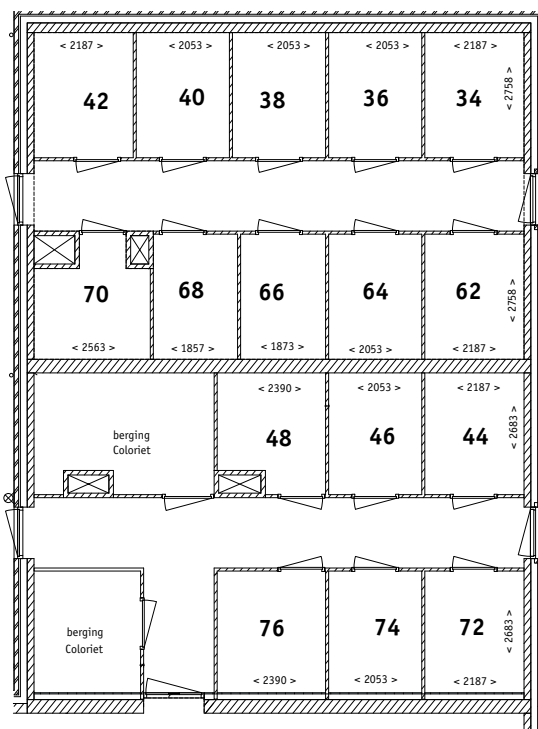 < 2187 > < 2053 > < 2053 > < 2053 > < 2187 >
42 40 38 36 34
< 2758 >
70 68 66 64 62
< 2758 >
< 2563 > < 1857 > < 1873 > < 2053 > < 2187 >
< 2390 > < 2053 > < 2187 >
berging
Coloriet
48 46 44
< 2683 >
berging
Coloriet
76 74 72
< 2683 >
< 2390 > < 2053 > < 2187 >